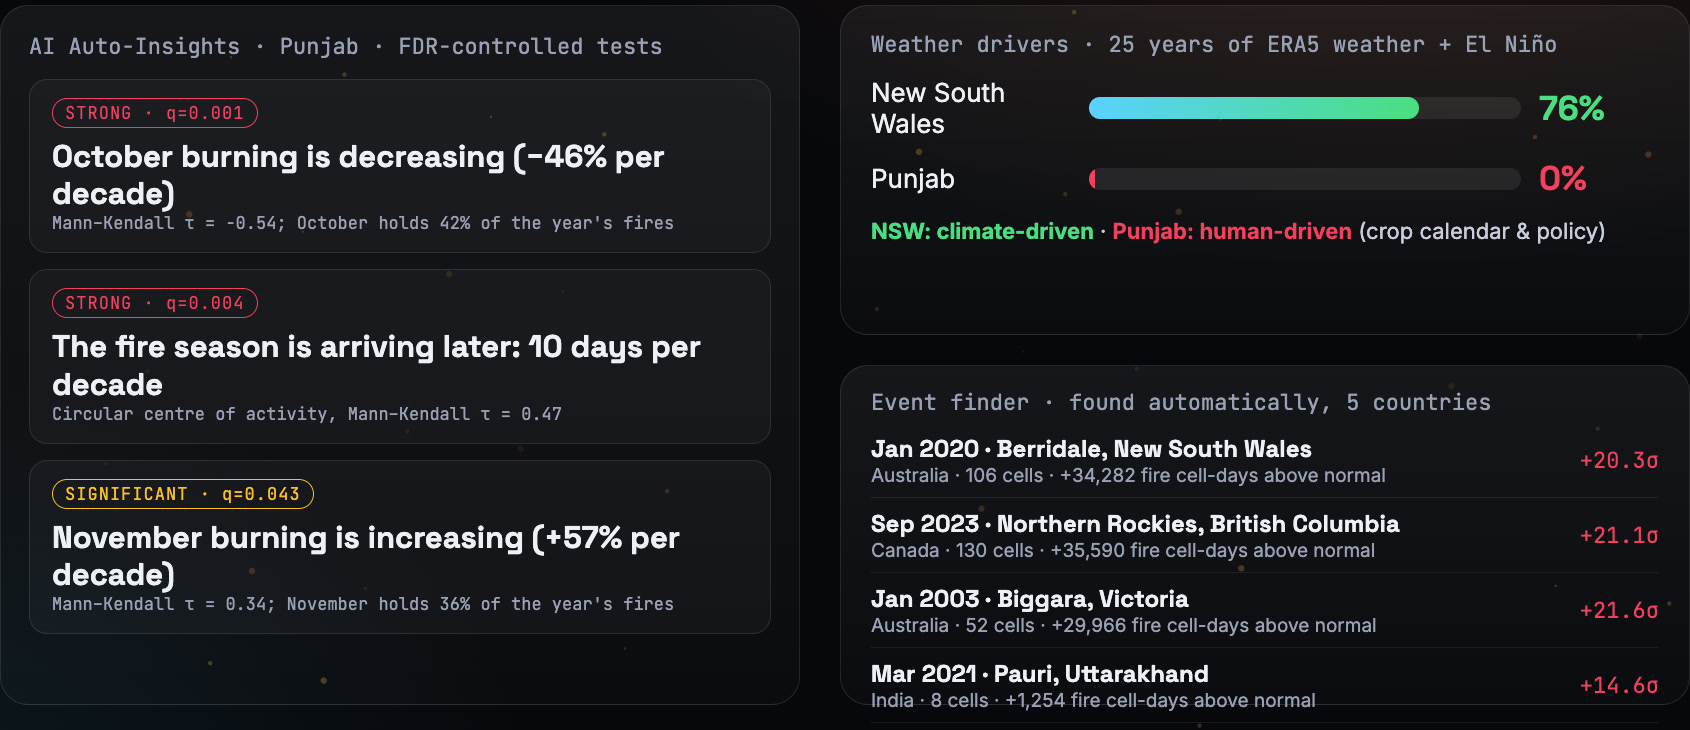 AI Auto-Insights · Punjab · FDR-controlled tests
STRONG · q=0.001
October burning is decreasing (−46% per
decade)
Mann–Kendall τ = -0.54; October holds 42% of the year's fires
STRONG · q=0.004
The fire season is arriving later: 10 days per
decade
Circular centre of activity, Mann–Kendall τ = 0.47
SIGNIFICANT · q=0.043
November burning is increasing (+57% per
decade)
Mann–Kendall τ = 0.34; November holds 36% of the year's fires
Weather drivers · 25 years of ERA5 weather + El Niño
New South
Wales
76%
Punjab
0%
NSW: climate-driven · Punjab: human-driven (crop calendar & policy)
Event finder · found automatically, 5 countries
Jan 2020 · Berridale, New South Wales
Australia · 106 cells · +34,282 fire cell-days above normal
+20.3σ
Sep 2023 · Northern Rockies, British Columbia
Canada · 130 cells · +35,590 fire cell-days above normal
+21.1σ
Jan 2003 · Biggara, Victoria
Australia · 52 cells · +29,966 fire cell-days above normal
+21.6σ
Mar 2021 · Pauri, Uttarakhand
India · 8 cells · +1,254 fire cell-days above normal
+14.6σ